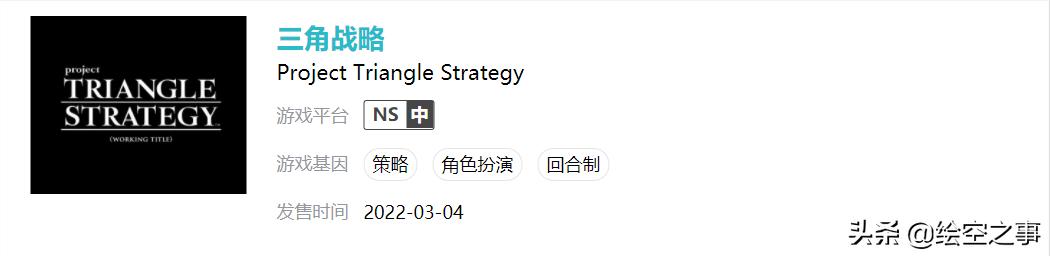 project
TRIANGLE
STRATEGY
(WORKING TITLE)
三角战略
Project Triangle Strategy
游戏平台 NS 中
游戏基因 策略 角色扮演 回合制
发售时间 2022-03-04
头条 @绘空之事